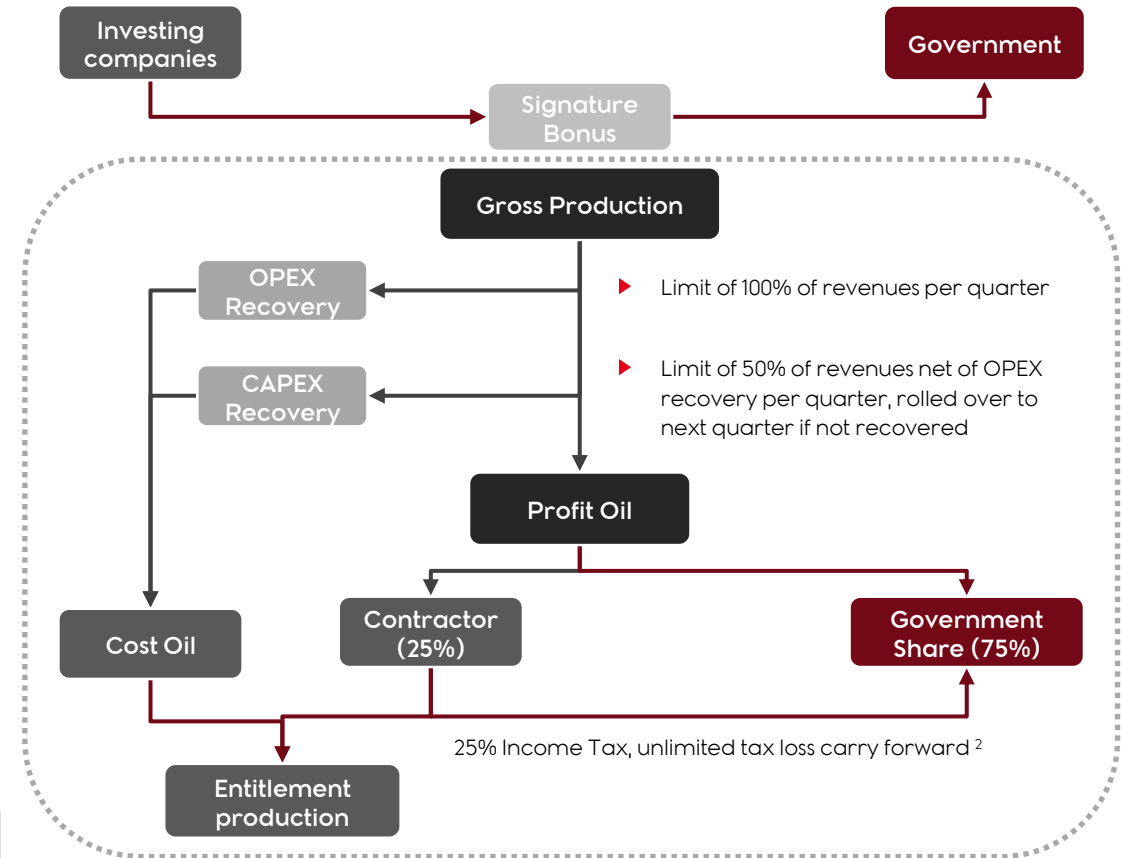 Investing
companies
Government
Signature
Bonus
Gross Production
OPEX
Recovery
Limit of 100% of revenues per quarter
CAPEX
Recovery
Limit of 50% of revenues net of OPEX
recovery per quarter, rolled over to
next quarter if not recovered
Profit Oil
Cost Oil
Contractor
(25%)
Government
Share (75%)
25% Income Tax, unlimited tax loss carry forward ²
Entitlement
production